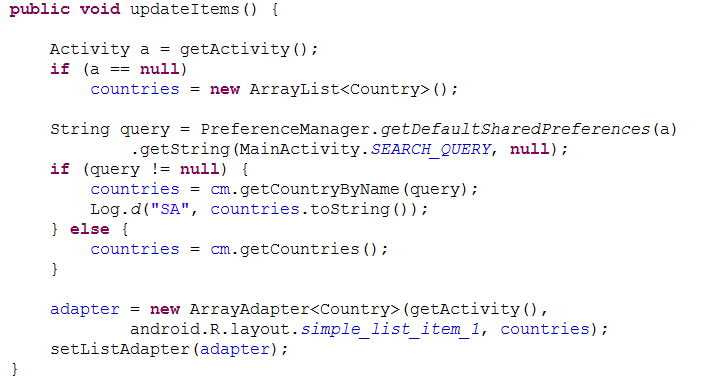 public void updateItems() {
    Activity a = getActivity();
    if (a == null)
        countries = new ArrayList<Country>();
    String query = PreferenceManager.getDefaultSharedPreferences(a)
            .getString(MainActivity.SEARCH_QUERY, null);
    if (query != null) {
        countries = cm.getCountryByName(query);
        Log.d("SA", countries.toString());
    } else {
        countries = cm.getCountries();
    }
    adapter = new ArrayAdapter<Country>(getActivity(),
            android.R.layout.simple_list_item_1, countries);
    setListAdapter(adapter);
}